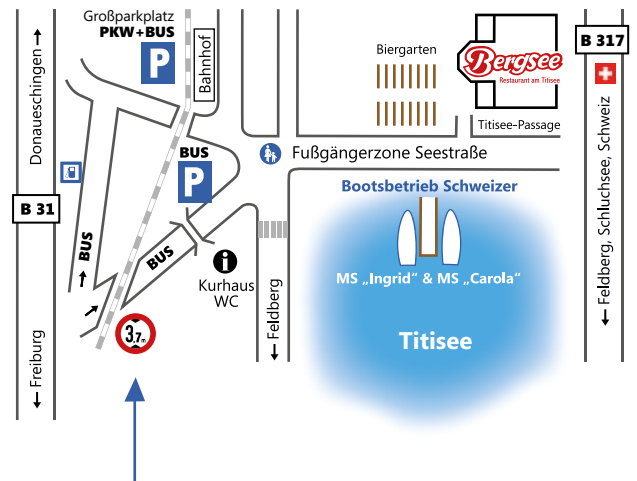 Großparkplatz
PKW+BUS
P
Bahnhof
Donaueschingen
B 31
Freiburg
BUS
BUS
P
BUS
i
Kurhaus
WC
3,7m
Feldberg
Biergarten
Bergsee
Restaurant am Titisee
Titisee-Passage
Fußgängerzone Seestraße
Bootsbetrieb Schweizer
MS „Ingrid“ & MS „Carola“
Titisee
B 317
Feldberg, Schluchsee, Schweiz